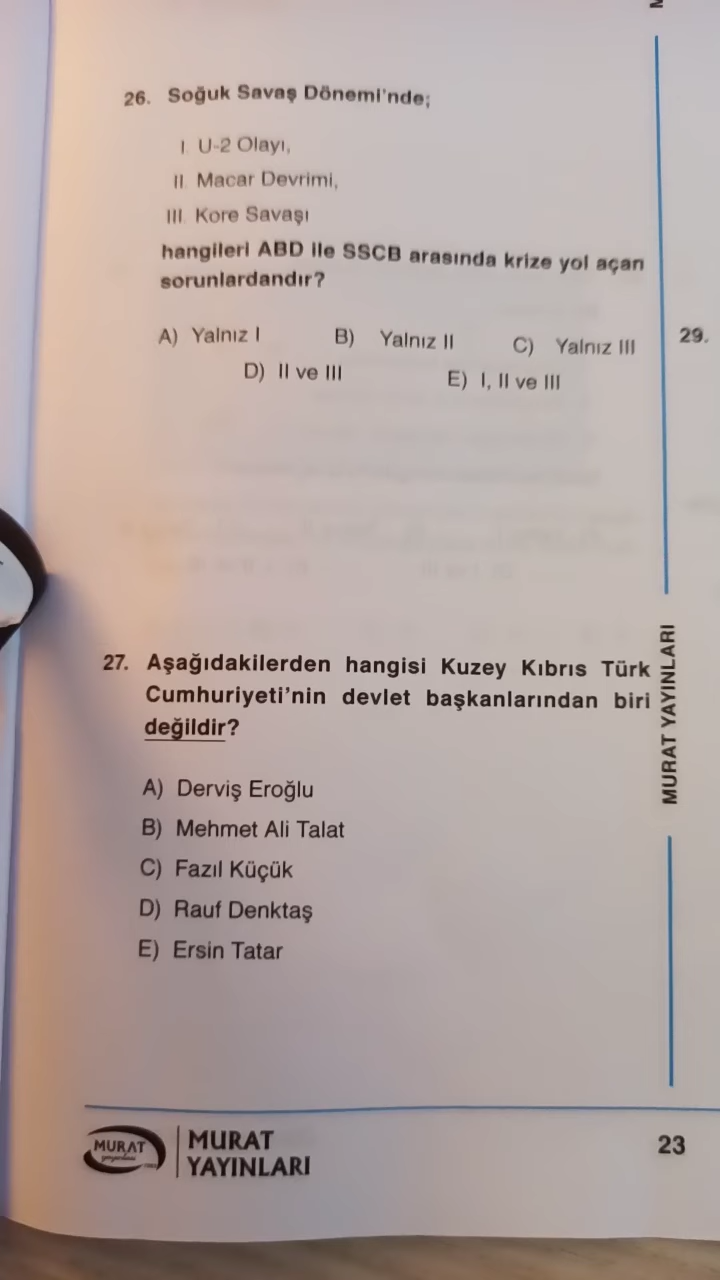 26. Soğuk Savaş Dönemi'nde;
I. U-2 Olayı,
II. Macar Devrimi,
III. Kore Savaşı
hangileri ABD ile SSCB arasında krize yol açan
sorunlardandır?
A) Yalnız I B) Yalnız II C) Yalnız III
D) II ve III E) I, II ve III
29.
27. Aşağıdakilerden hangisi Kuzey Kıbrıs Türk
Cumhuriyeti'nin devlet başkanlarından biri
değildir?
A) Derviş Eroğlu
B) Mehmet Ali Talat
C) Fazıl Küçük
D) Rauf Denktaş
E) Ersin Tatar
MURAT YAYINLARI
MURAT
MURAT
YAYINLARI
23